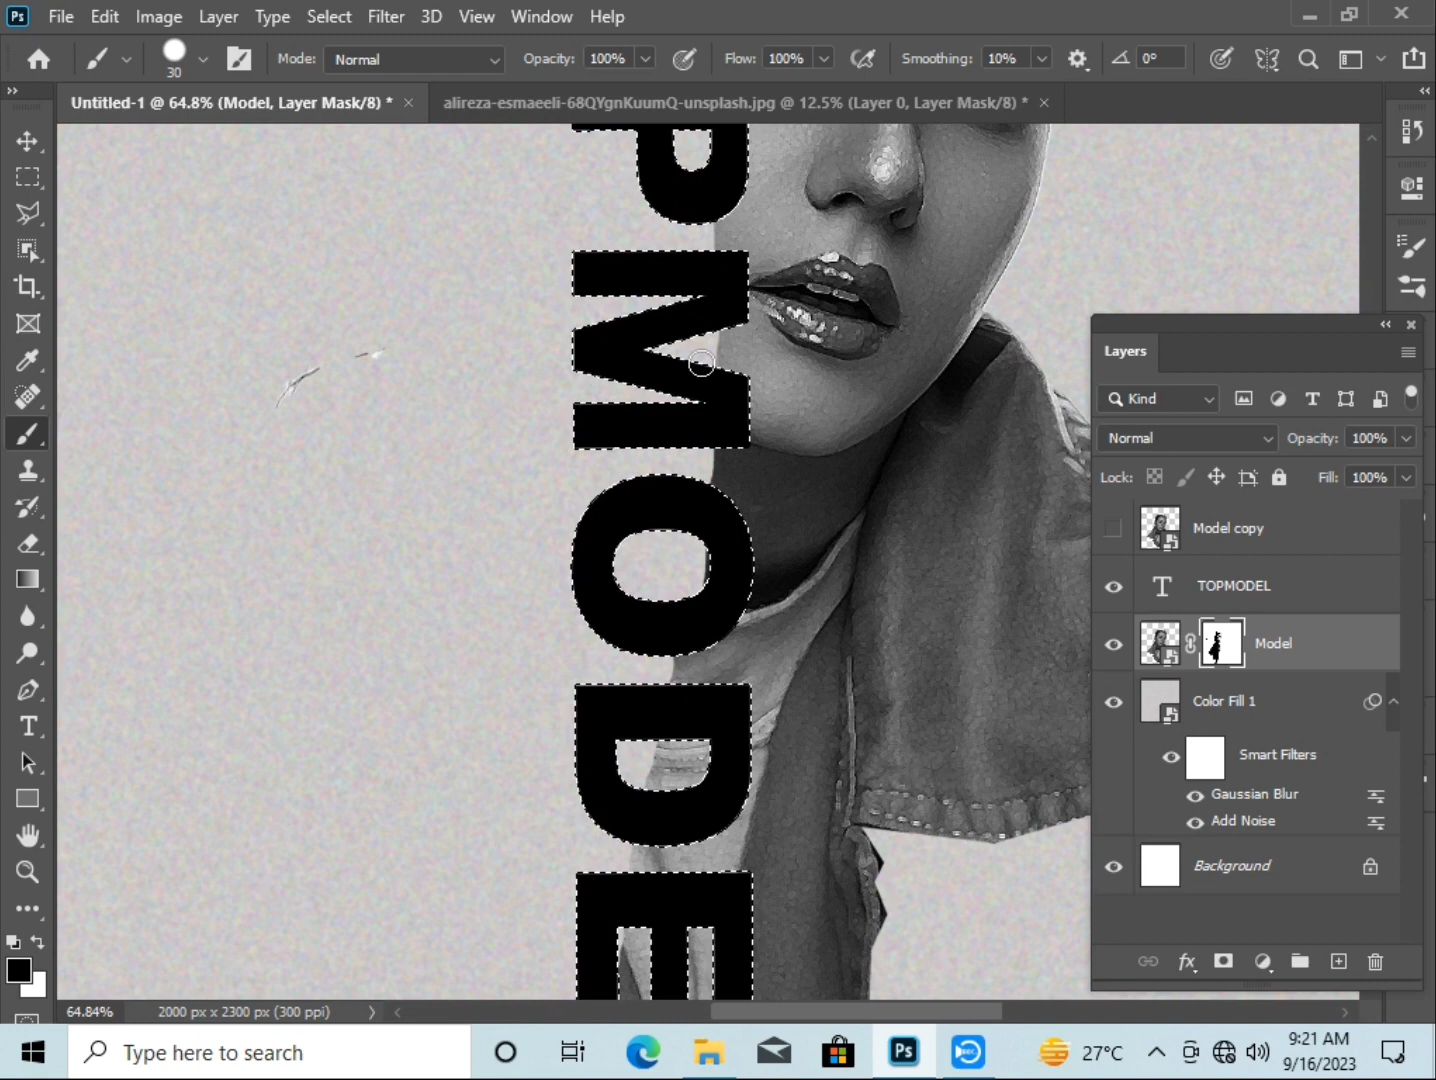 Ps File Edit Image Layer Type Select Filter 3D View Window Help
30 Mode: Normal Opacity: 100% Flow: 100% Smoothing: 10% 0°
Untitled-1 @ 64.8% (Model, Layer Mask/8) * × alireza-esmaeeli-68QYgnKuumQ-unsplash.jpg @ 12.5% (Layer 0, Layer Mask/8) * ×
PMODE
Layers
Kind
Normal Opacity: 100%
Lock: Fill: 100%
Model copy
T TOPMODEL
Model
Color Fill 1
Smart Filters
Gaussian Blur
Add Noise
Background
fx
64.84% 2000 px x 2300 px (300 ppi)
Type here to search
Ps
REC
27°C
9:21 AM
9/16/2023